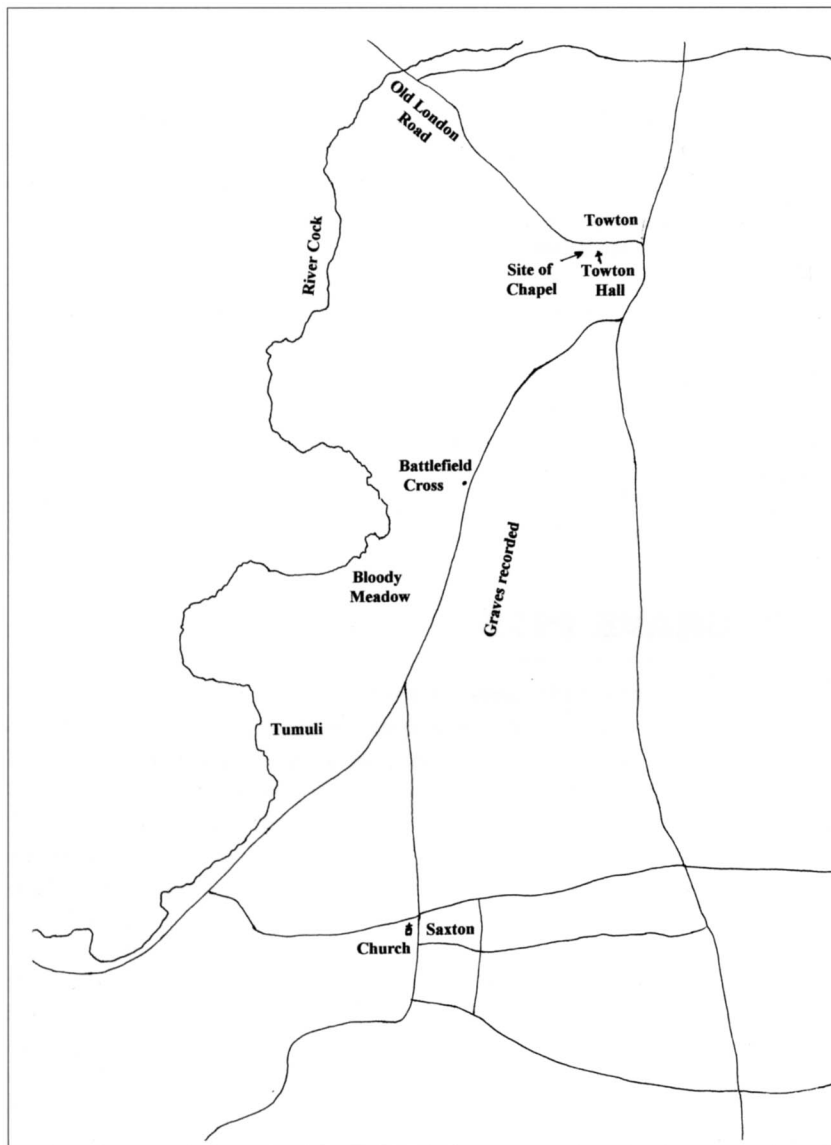 Old London
Road
River Cock
Towton
Site of
Chapel
Towton
Hall
Battlefield
Cross
Graves recorded
Bloody
Meadow
Tumuli
Church
Saxton